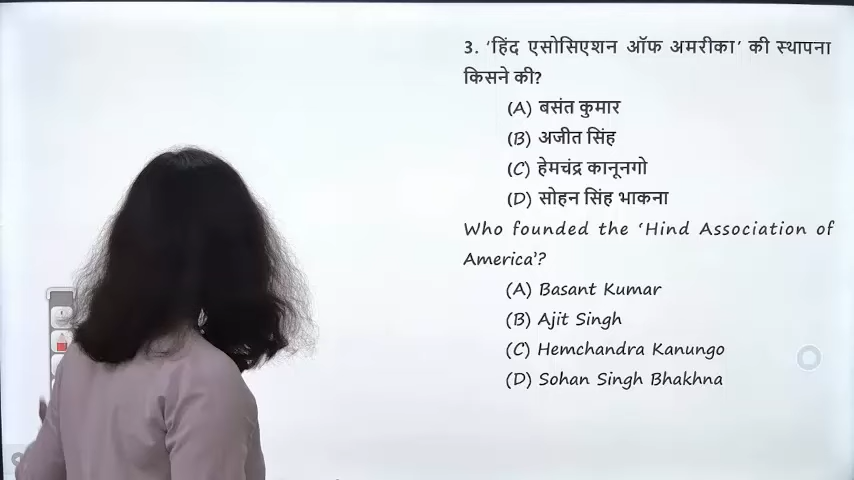 3. ‘हिंद एसोसिएशन ऑफ अमरीका’ की स्थापना
किसने की?
(A) बसंत कुमार
(B) अजीत सिंह
(C) हेमचंद्र कानूनगो
(D) सोहन सिंह भाकना
Who founded the ‘Hind Association of
America’?
(A) Basant Kumar
(B) Ajit Singh
(C) Hemchandra Kanungo
(D) Sohan Singh Bhakhna